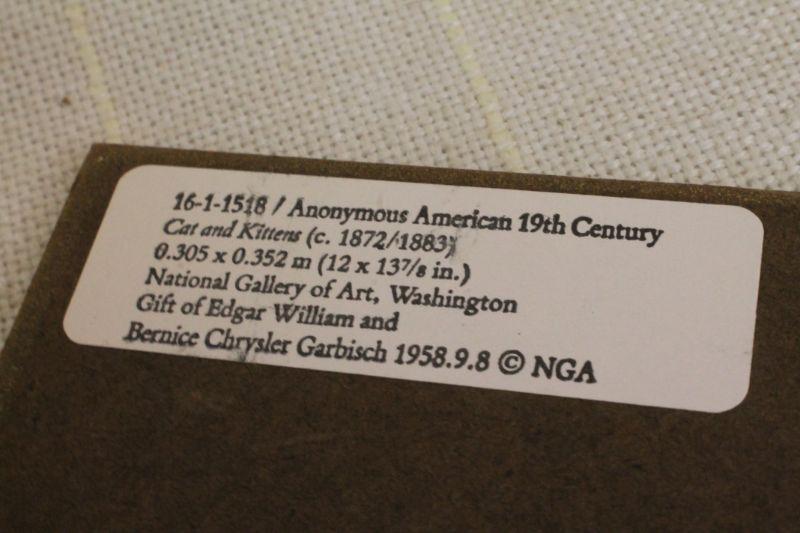 16-1-1518 / Anonymous American 19th Century
Cat and Kittens (c. 1872/1883)
0.305 x 0.352 m (12 x 13⁷/₈ in.)
National Gallery of Art, Washington
Gift of Edgar William and
Bernice Chrysler Garbisch 1958.9.8 © NGA